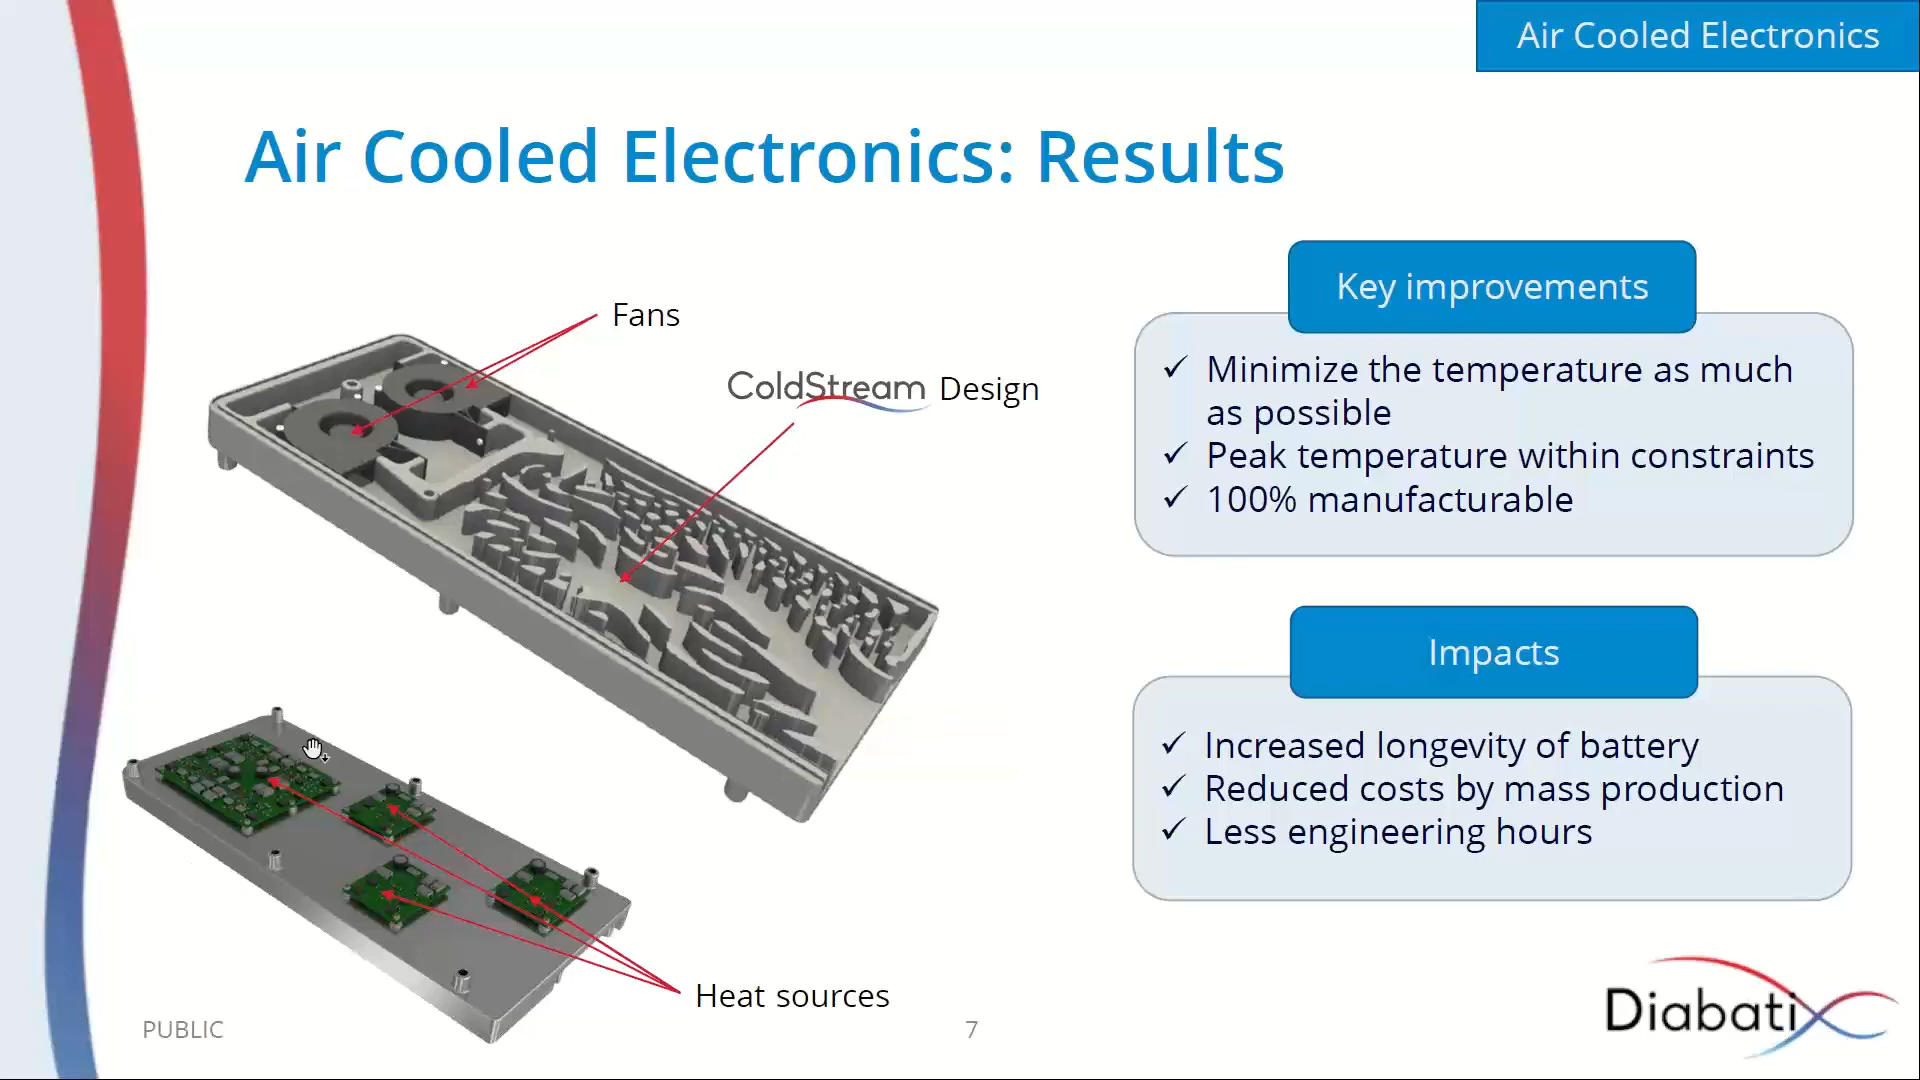 Air Cooled Electronics
Air Cooled Electronics: Results
Fans
ColdStream Design
Heat sources
Key improvements
✓ Minimize the temperature as much
as possible
✓ Peak temperature within constraints
✓ 100% manufacturable
Impacts
✓ Increased longevity of battery
✓ Reduced costs by mass production
✓ Less engineering hours
PUBLIC
7
Diabatix